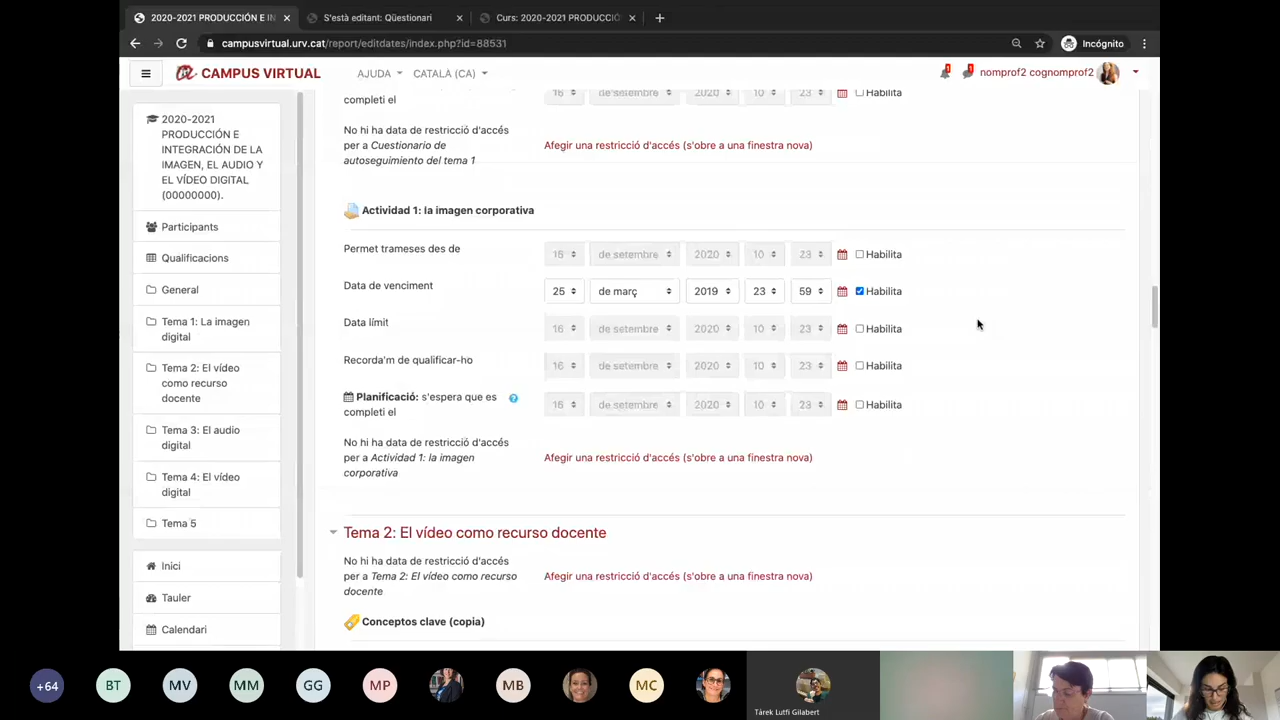 2020-2021 PRODUCCIÓ E IN
S'està editant: Qüestionari
Curs: 2020-2021 PRODUCCIÓ
campusvirtual.urv.cat/report/editdates/index.php?id=88531
Incógnito
CAMPUS VIRTUAL
AJUDA
CATALÀ (CA)
nomprof2 cognomprof2
2020-2021
PRODUCCIÓN E
INTEGRACIÓN DE LA
IMAGEN, EL AUDIO Y
EL VÍDEO DIGITAL
(00000000).
Participants
Qualificacions
General
Tema 1: La imagen
digital
Tema 2: El vídeo
como recurso
docente
Tema 3: El audio
digital
Tema 4: El vídeo
digital
Tema 5
Inici
Tauler
Calendari
completi el
16 de setembre 2020 10 23 Habilita
No hi ha data de restricció d'accés
per a Cuestionario de
autoseguimiento del tema 1
Afegir una restricció d'accés (s'obre a una finestra nova)
Actividad 1: la imagen corporativa
Permet trameses des de
16 de setembre 2020 10 23 Habilita
Data de venciment
25 de març 2019 23 59 Habilita
Data límit
16 de setembre 2020 10 23 Habilita
Recorda'm de qualificar-ho
16 de setembre 2020 10 23 Habilita
Planificació: s'espera que es
completi el
16 de setembre 2020 10 23 Habilita
No hi ha data de restricció d'accés
per a Actividad 1: la imagen
corporativa
Afegir una restricció d'accés (s'obre a una finestra nova)
Tema 2: El vídeo como recurso docente
No hi ha data de restricció d'accés
per a Tema 2: El vídeo como recurso
docente
Afegir una restricció d'accés (s'obre a una finestra nova)
Conceptos clave (copia)
+64
BT
MV
MM
GG
MP
MB
MC
Tárek Lutfi Gilabert